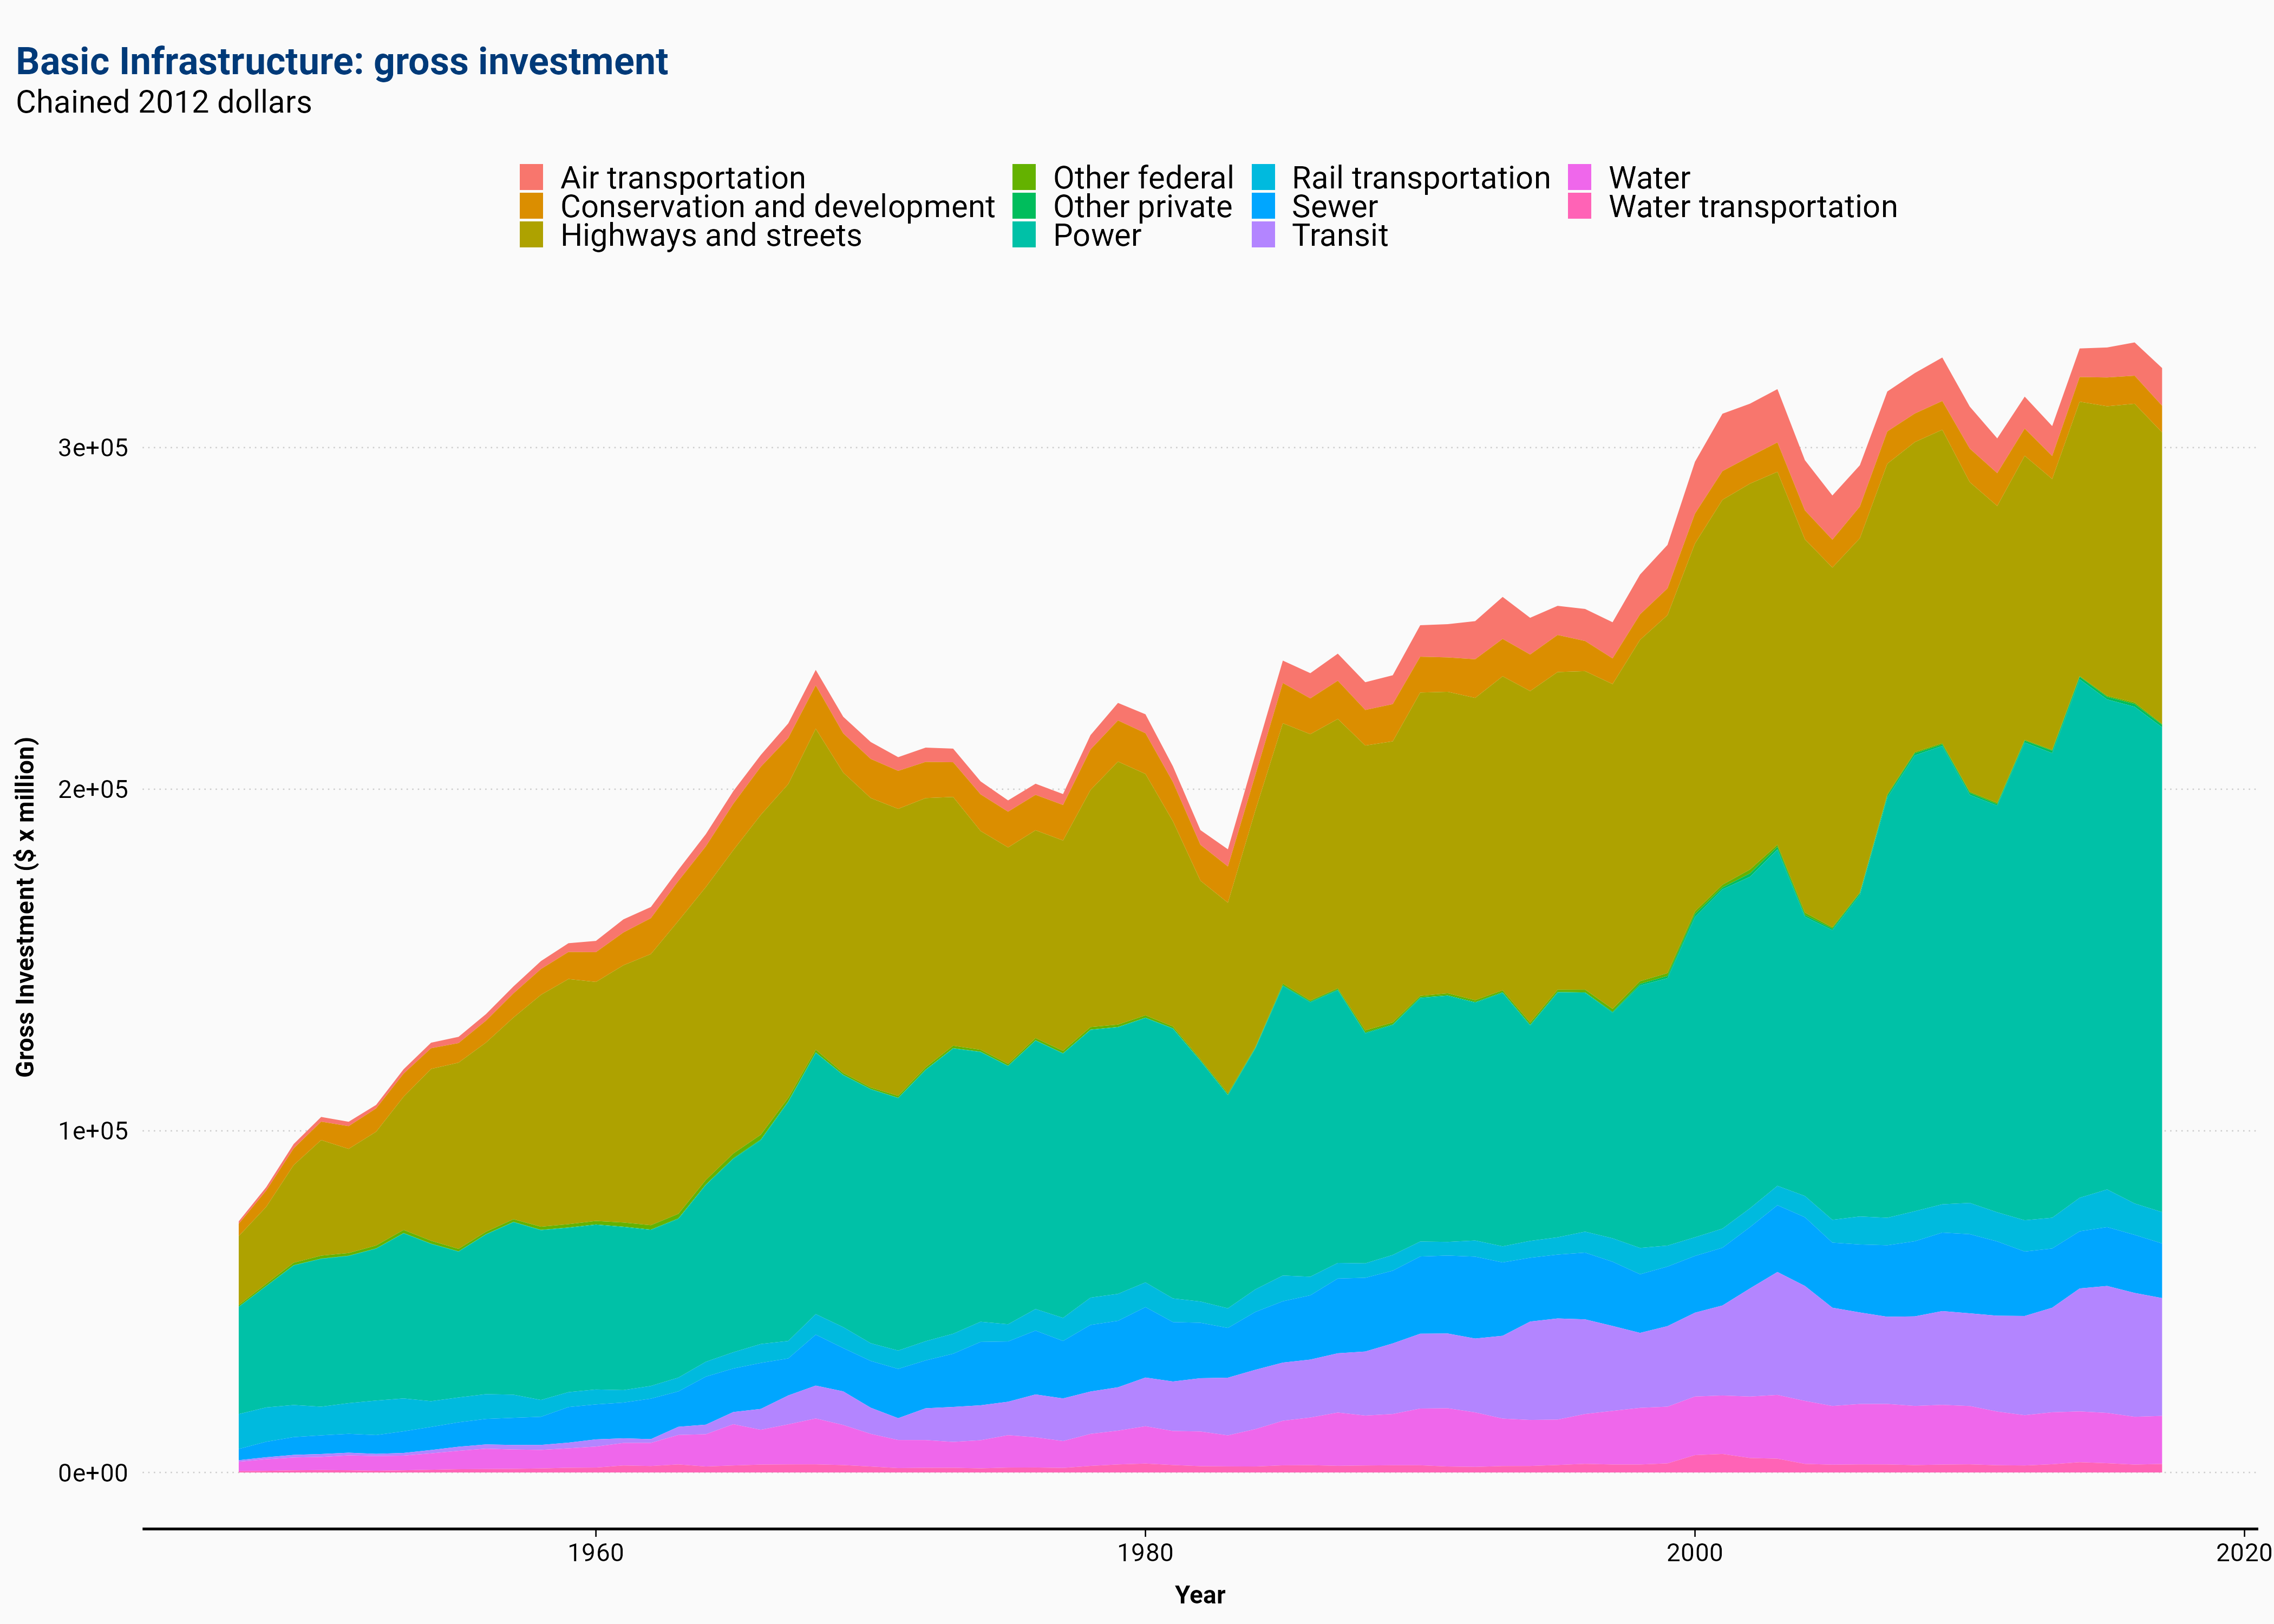 Basic Infrastructure: gross investment
Chained 2012 dollars
Air transportation Other federal Rail transportation Water
Conservation and development Other private Sewer Water transportation
Highways and streets Power Transit
3e+05
2e+05
1e+05
0e+00
Gross Investment ($ x million)
1960 1980 2000 2020
Year